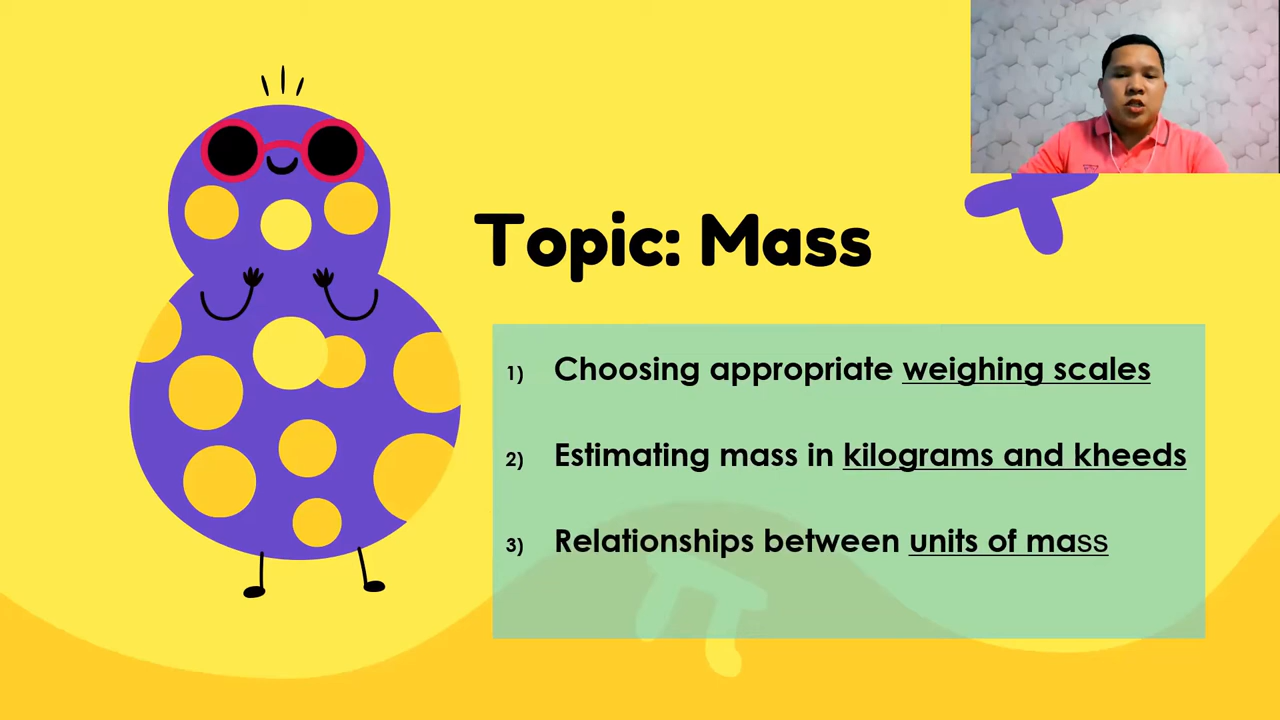 Topic: Mass
1) Choosing appropriate weighing scales
2) Estimating mass in kilograms and kheeds
3) Relationships between units of mass
π